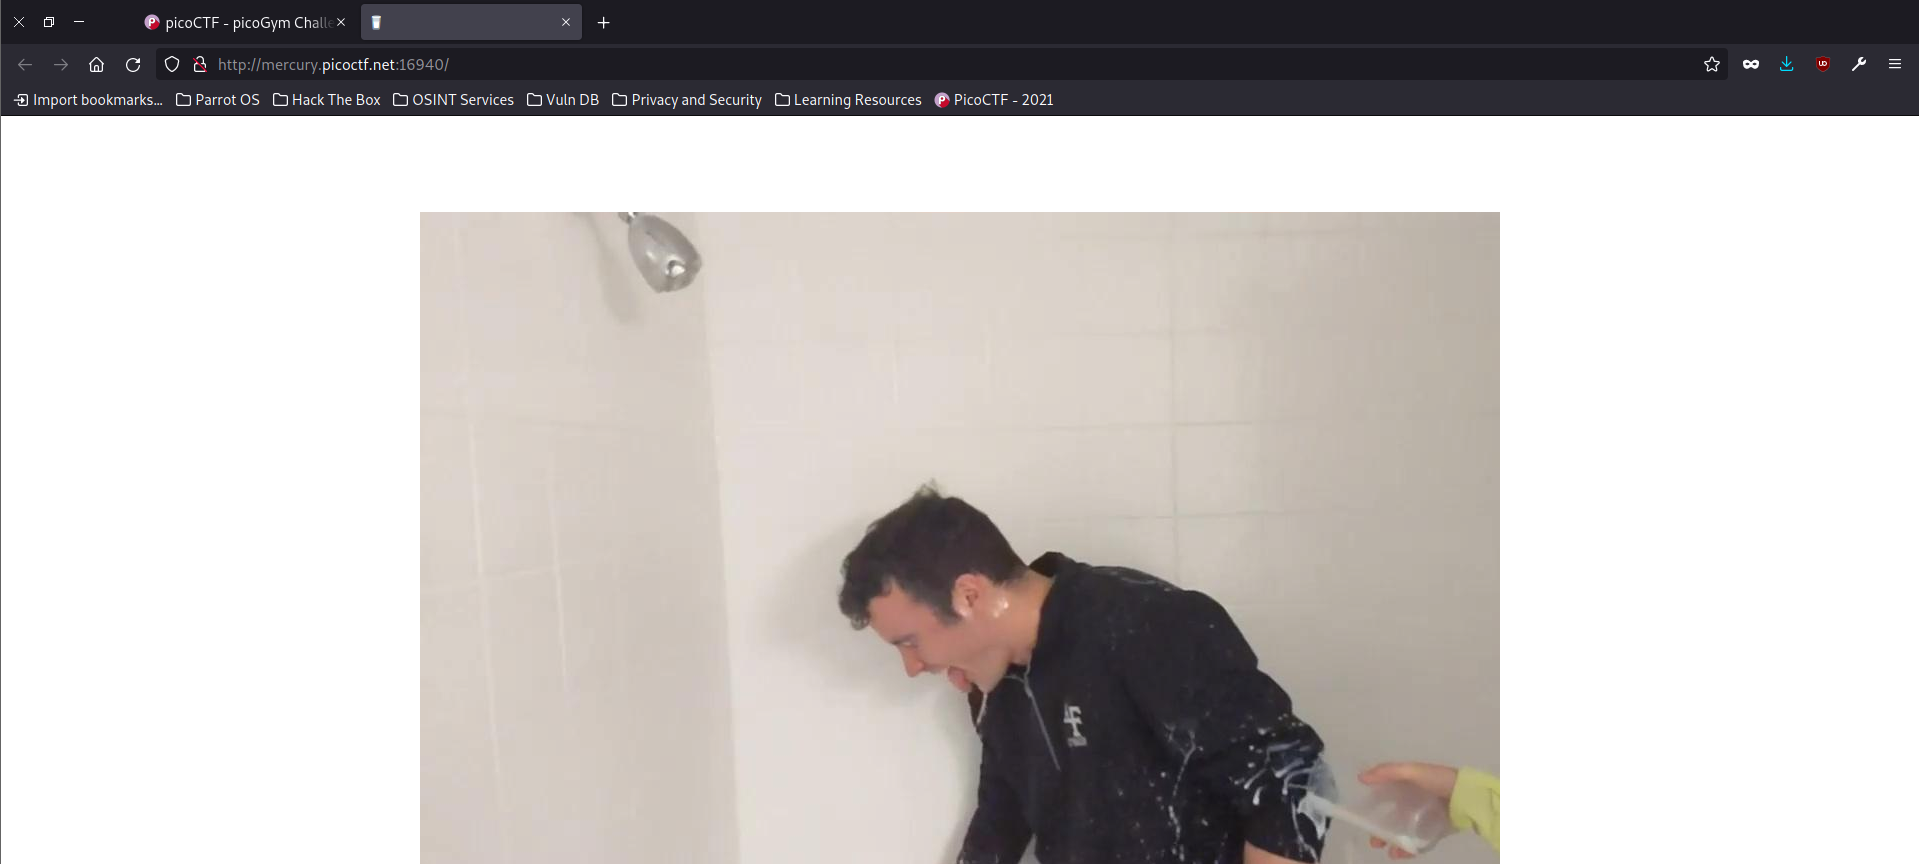 picoCTF - picoGym Challe
http://mercury.picoctf.net:16940/
Import bookmarks... Parrot OS Hack The Box OSINT Services Vuln DB Privacy and Security Learning Resources PicoCTF - 2021